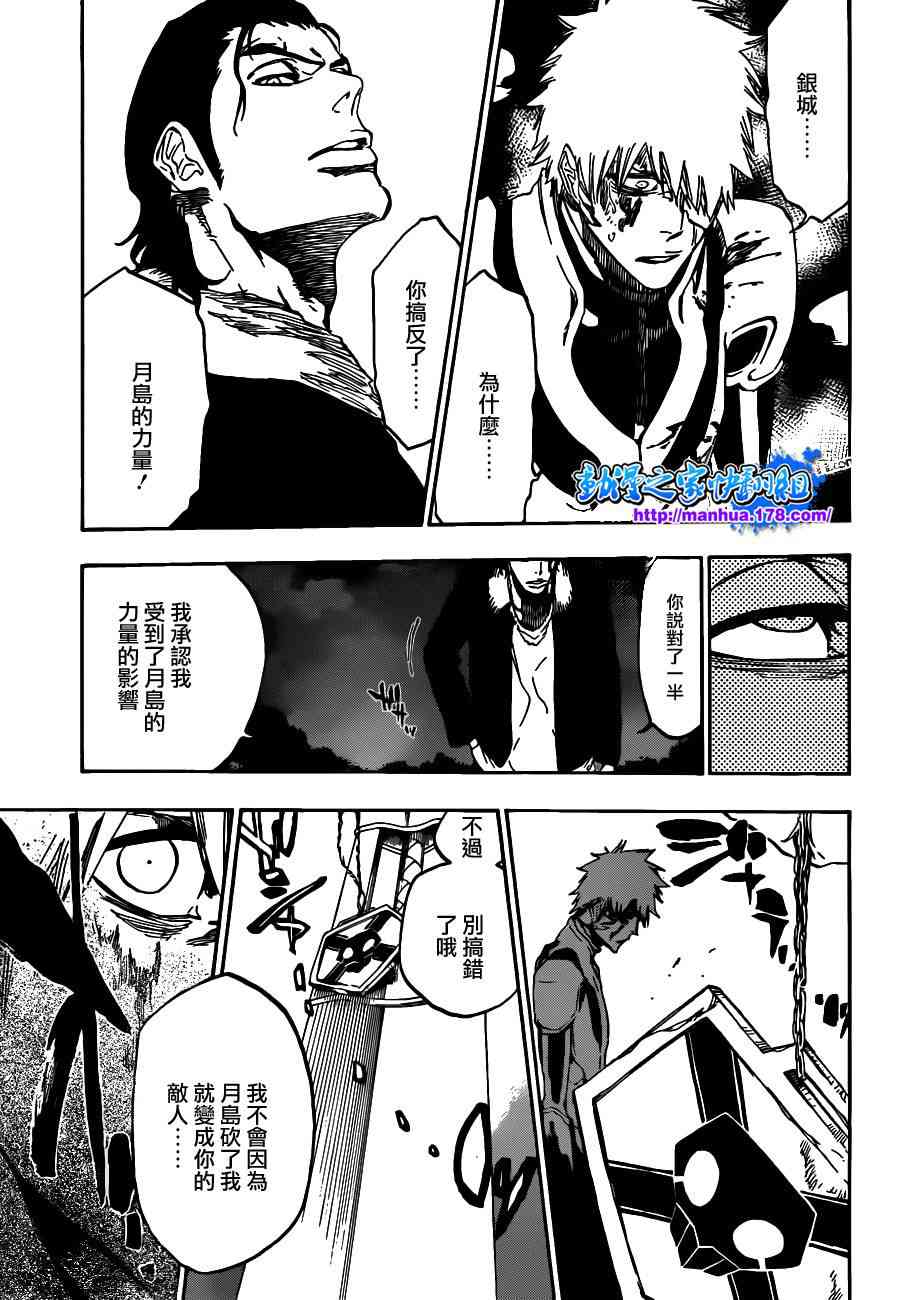 銀城……
為什麼……
你搞反了……
月島的力量！
動漫之家快翻組
http://manhua.178.com/
你說對了一半
我承認我
受到了月島的
力量的影響
不過
別搞錯
了哦
我不會因為
月島砍了我
就變成你的
敵人……